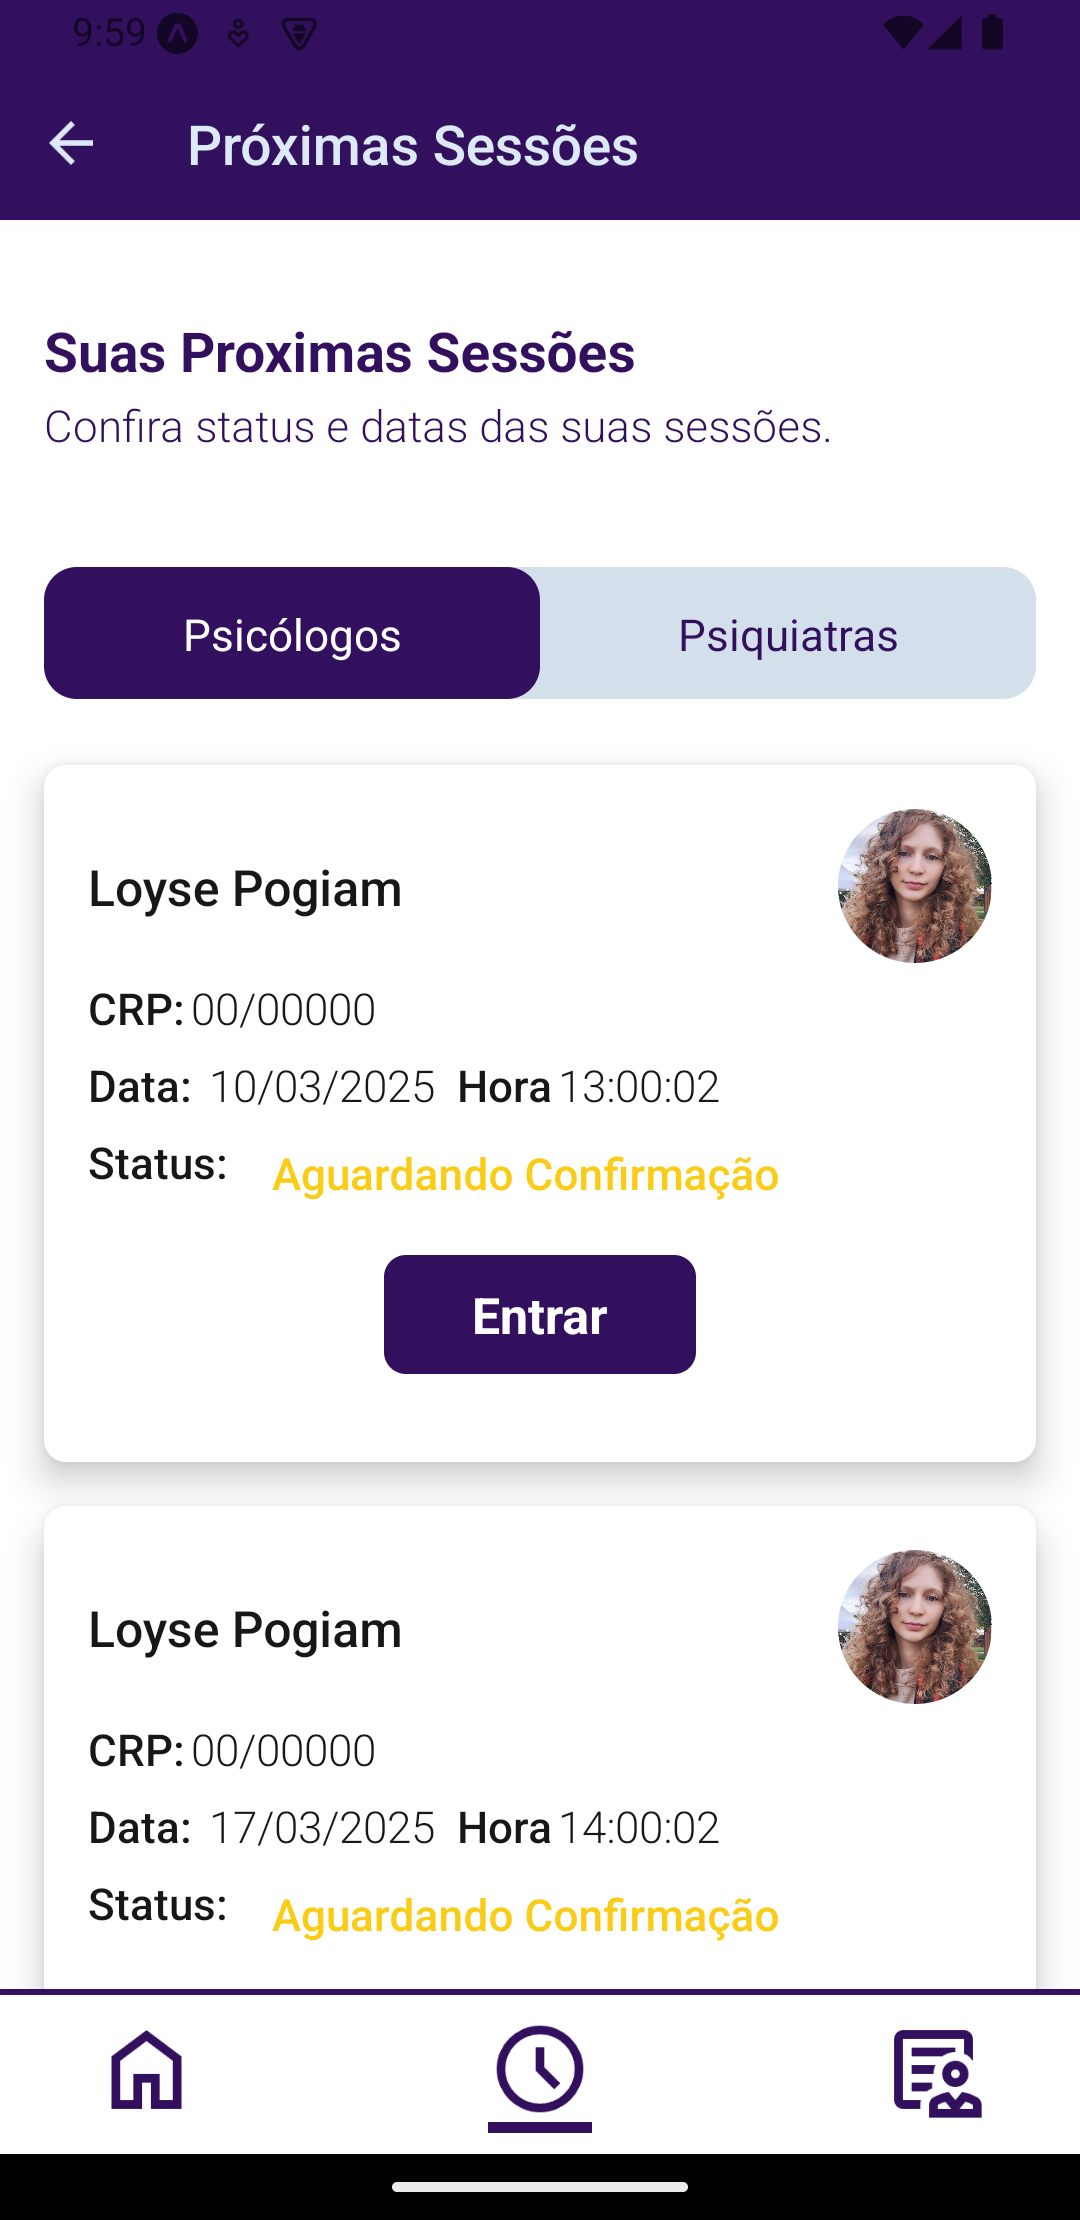 9:59
Próximas Sessões
Suas Proximas Sessões
Confira status e datas das suas sessões.
Psicólogos Psiquiatras
Loyse Pogiam
CRP: 00/00000
Data: 10/03/2025 Hora 13:00:02
Status: Aguardando Confirmação
Entrar
Loyse Pogiam
CRP: 00/00000
Data: 17/03/2025 Hora 14:00:02
Status: Aguardando Confirmação